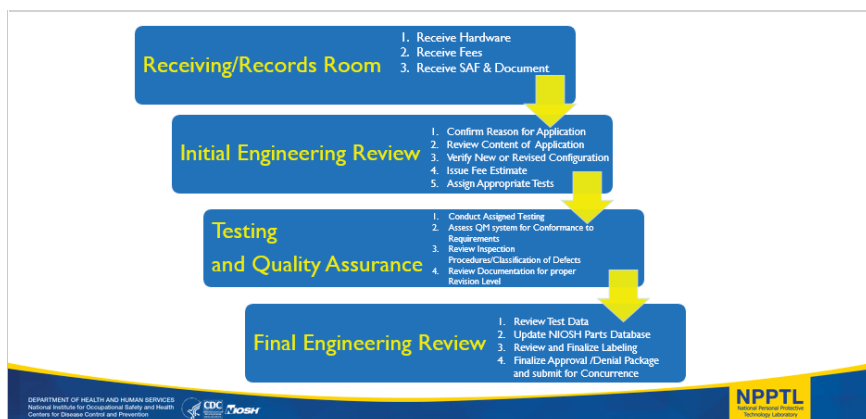 Receiving/Records Room
1. Receive Hardware
2. Receive Fees
3. Receive SAF & Document
Initial Engineering Review
1. Confirm Reason for Application
2. Review Content of Application
3. Verify New or Revised Configuration
4. Issue Fee Estimate
5. Assign Appropriate Tests
Testing
and Quality Assurance
1. Conduct Assigned Testing
2. Assess QM system for Conformance to
Requirements
3. Review Inspection
Procedures/Classification of Defects
4. Review Documentation for proper
Revision Level
Final Engineering Review
1. Review Test Data
2. Update NIOSH Parts Database
3. Review and Finalize Labeling
4. Finalize Approval /Denial Package
and submit for Concurrence
DEPARTMENT OF HEALTH AND HUMAN SERVICES
National Institute for Occupational Safety and Health
Centers for Disease Control and Prevention
CDC
NIOSH
NPPTL
National Personal Protective
Technology Laboratory